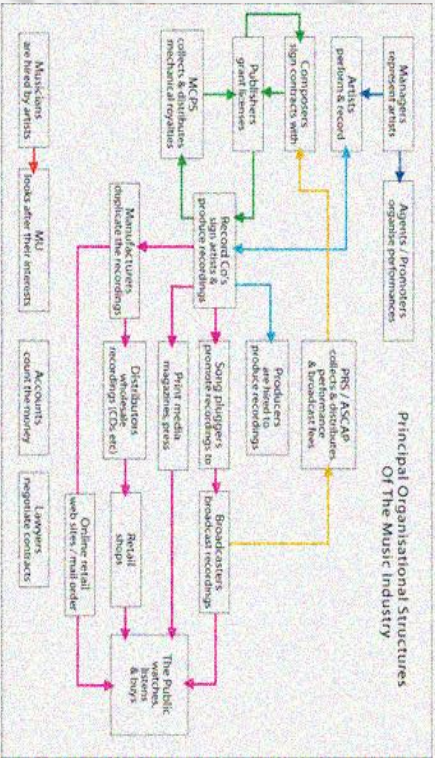 Principal Organisational Structures
Of The Music Industry
Managers
represent artists
Agents / Promoters
organise performances
Artists
perform & record
PRS / ASCAP
collects & distributes
performance
& broadcast fees
Composers
sign contracts with
Publishers
grant licenses
Record Co's
sign artists &
produce recordings
Producers
are hired to
produce recordings
MCPS
collects & distributes
mechanical royalties
Song pluggers
promote recordings to
Broadcasters
broadcast recordings
Print media
magazines, press
Manufacturers
duplicate the recordings
Distributors
wholesale
recordings (CDs etc)
Retail
shops
The Public
watches,
listens
& buys
Online retail
web sites / mail order
Musicians
are hired by artists
MU
looks after their interests
Accounts
count the money
Lawyers
negotiate contracts